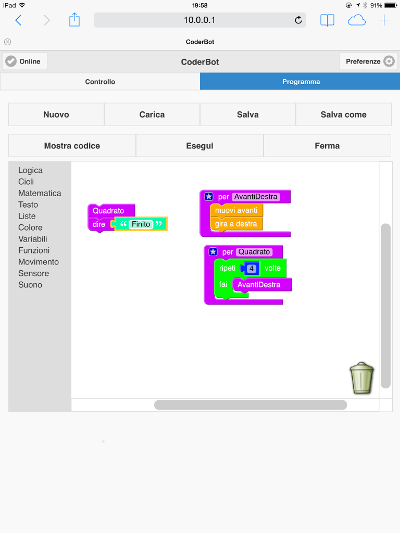 iPad 19:58 91%
10.0.0.1
CoderBot
Online CoderBot Preferenze
Controllo Programma
Nuovo Carica Salva Salva come
Mostra codice Esegui Ferma
Logica
Cicli
Matematica
Testo
Liste
Colore
Variabili
Funzioni
Movimento
Sensore
Suono
Quadrato
dire “ Finito ”
per AvantiDestra
muovi avanti
gira a destra
per Quadrato
ripeti 4 volte
fai AvantiDestra